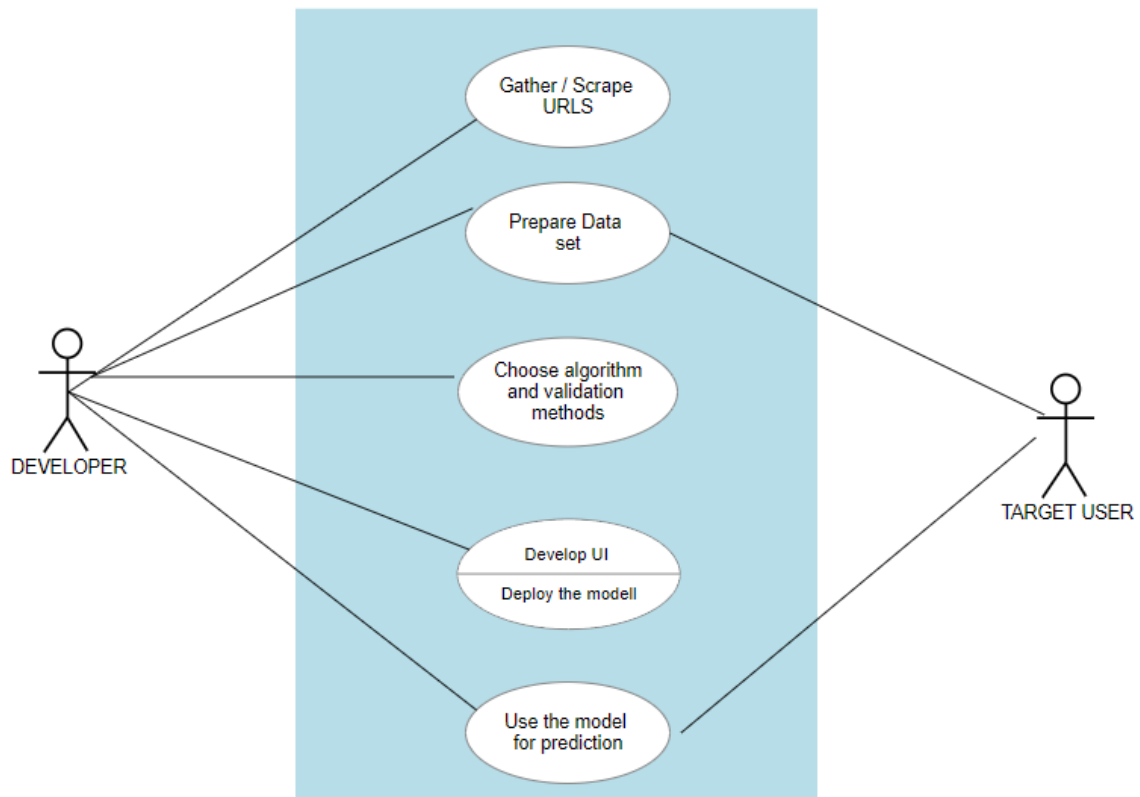 Gather / Scrape
URLS
Prepare Data
set
Choose algorithm
and validation
methods
DEVELOPER
TARGET USER
Develop UI
Deploy the modell
Use the model
for prediction